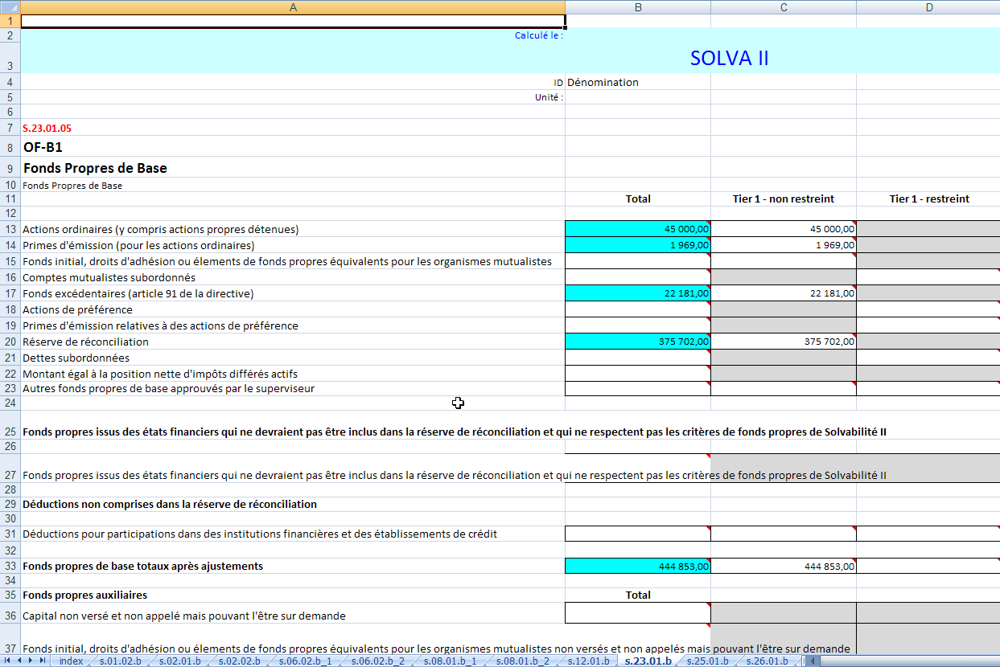 A B C D
1
2 Calculé le :
3 SOLVA II
4 ID Dénomination
5 Unité :
6
7 S.23.01.05
8 OF-B1
9 Fonds Propres de Base
10 Fonds Propres de Base
11 Total Tier 1 - non restreint Tier 1 - restreint
12
13 Actions ordinaires (y compris actions propres détenues) 45 000,00 45 000,00
14 Primes d'émission (pour les actions ordinaires) 1 969,00 1 969,00
15 Fonds initial, droits d'adhésion ou élements de fonds propres équivalents pour les organismes mutualistes
16 Comptes mutualistes subordonnés
17 Fonds excédentaires (article 91 de la directive) 22 181,00 22 181,00
18 Actions de préférence
19 Primes d'émission relatives à des actions de préférence
20 Réserve de réconciliation 375 702,00 375 702,00
21 Dettes subordonnées
22 Montant égal à la position nette d'impôts différés actifs
23 Autres fonds propres de base approuvés par le superviseur
24
25 Fonds propres issus des états financiers qui ne devraient pas être inclus dans la réserve de réconciliation et qui ne respectent pas les critères de fonds propres de Solvabilité II
26
27 Fonds propres issus des états financiers qui ne devraient pas être inclus dans la réserve de réconciliation et qui ne respectent pas les critères de fonds propres de Solvabilité II
28
29 Déductions non comprises dans la réserve de réconciliation
30
31 Déductions pour participations dans des institutions financières et des établissements de crédit
32
33 Fonds propres de base totaux après ajustements 444 853,00 444 853,00
34
35 Fonds propres auxiliaires Total
36 Capital non versé et non appelé mais pouvant l'être sur demande
37 Fonds initial, droits d'adhésion ou élements de fonds propres équivalents pour les organismes mutualistes non versés et non appelés mais pouvant l'être sur demande
index s.01.02.b s.02.01.b s.02.02.b s.06.02.b_1 s.06.02.b_2 s.08.01.b_1 s.08.01.b_2 s.12.01.b s.23.01.b s.25.01.b s.26.01.b